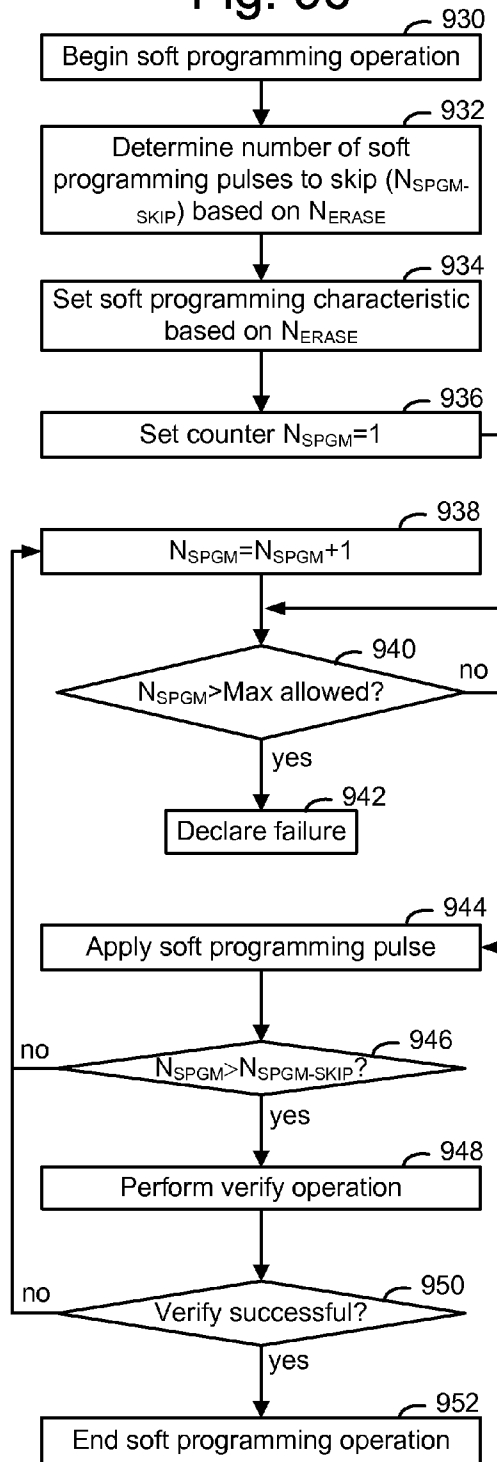 930
Begin soft programming operation
932
Determine number of soft
programming pulses to skip (NSPGM-
SKIP) based on NERASE
934
Set soft programming characteristic
based on NERASE
936
Set counter NSPGM=1
938
NSPGM=NSPGM+1
940
NSPGM>Max allowed?
no
yes
942
Declare failure
944
Apply soft programming pulse
946
no
NSPGM>NSPGM-SKIP?
yes
948
Perform verify operation
950
no
Verify successful?
yes
952
End soft programming operation